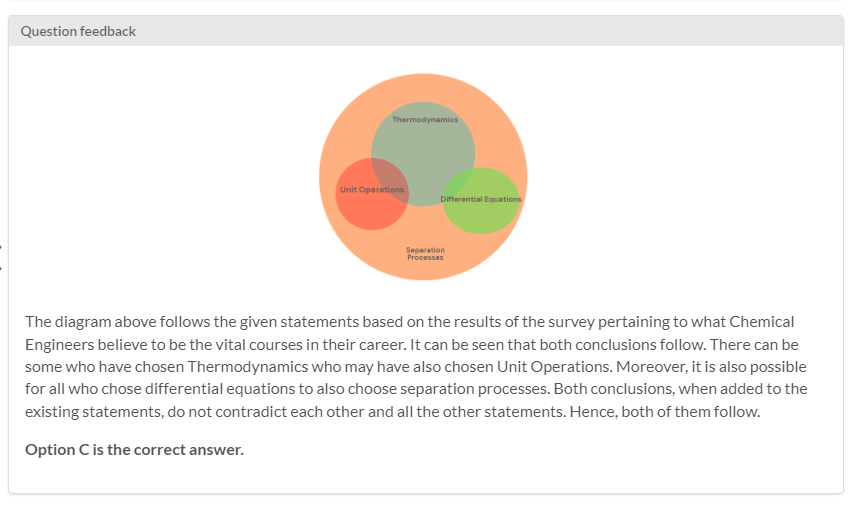 Question feedback
Thermodynamics
Unit Operations
Differential Equations
Separation
Processes
The diagram above follows the given statements based on the results of the survey pertaining to what Chemical
Engineers believe to be the vital courses in their career. It can be seen that both conclusions follow. There can be
some who have chosen Thermodynamics who may have also chosen Unit Operations. Moreover, it is also possible
for all who chose differential equations to also choose separation processes. Both conclusions, when added to the
existing statements, do not contradict each other and all the other statements. Hence, both of them follow.
Option C is the correct answer.